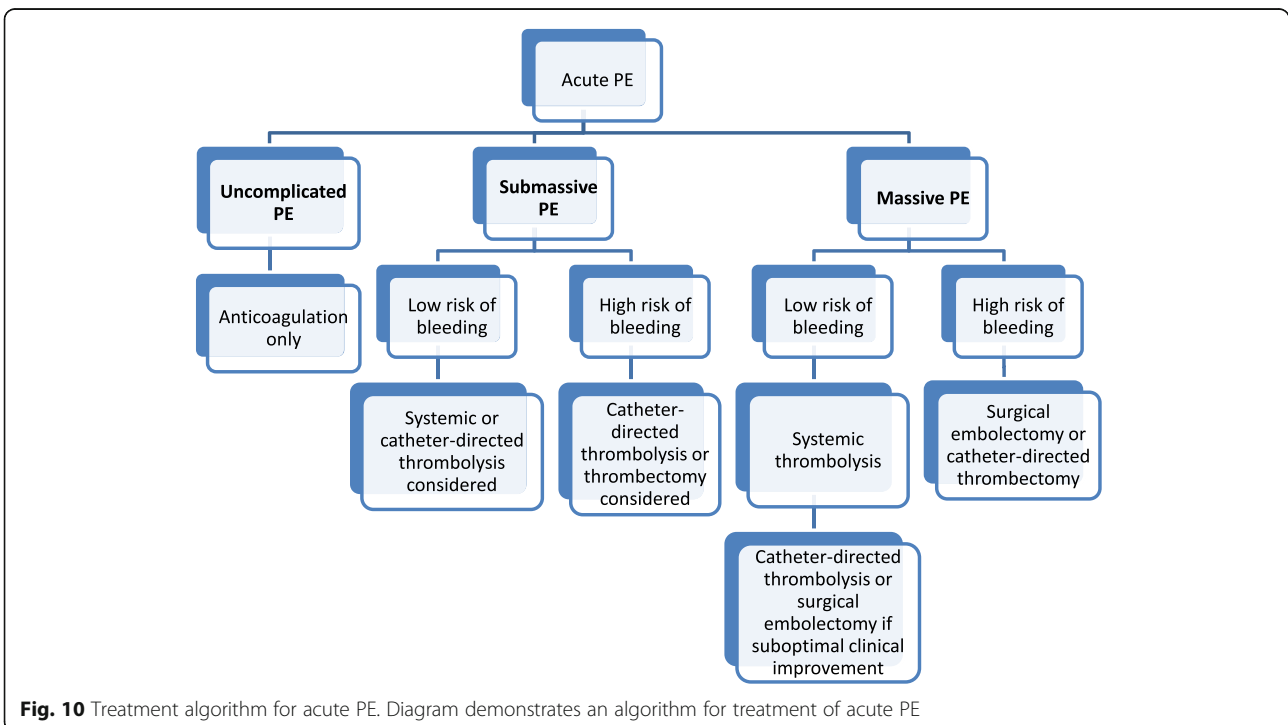 Acute PE
Uncomplicated
PE
Submassive
PE
Massive PE
Anticoagulation
only
Low risk of
bleeding
High risk of
bleeding
Low risk of
bleeding
High risk of
bleeding
Systemic or
catheter-directed
thrombolysis
considered
Catheter-
directed
thrombolysis or
thrombectomy
considered
Systemic
thrombolysis
Surgical
embolectomy or
catheter-directed
thrombectomy
Catheter-directed
thrombolysis or
surgical
embolectomy if
suboptimal clinical
improvement
Fig. 10 Treatment algorithm for acute PE. Diagram demonstrates an algorithm for treatment of acute PE